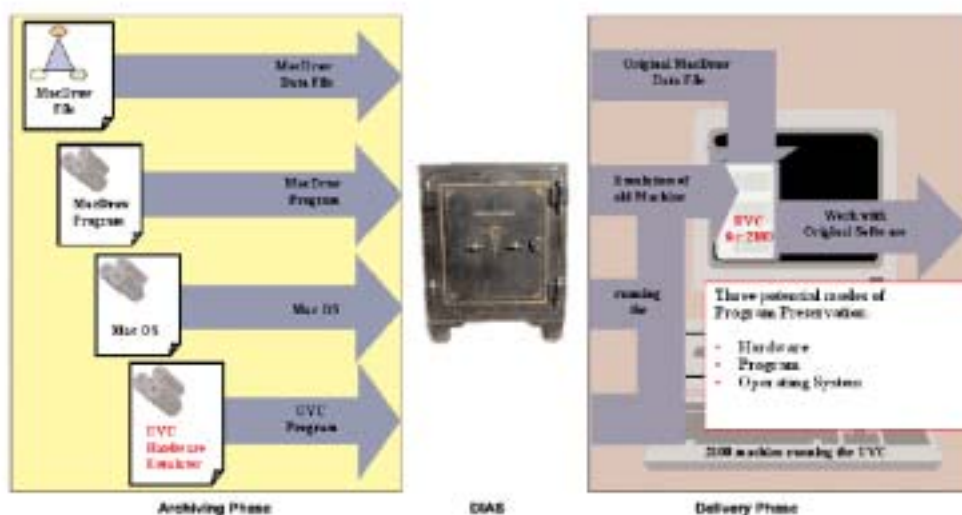 MacDraw
File
MacDraw
Data File
MacDraw
Program
MacDraw
Program
Mac OS
Mac OS
UVC
Hardware
Emulator
UVC
Program
Archiving Phase
DIAS
Original MacDraw
Data File
Emulation of
old Machine
UVC
for 2100
Work with
Original Software
running
the
Three potential modes of
Program Preservation:
• Hardware
• Program
• Operating System
2100 machine running the UVC
Delivery Phase